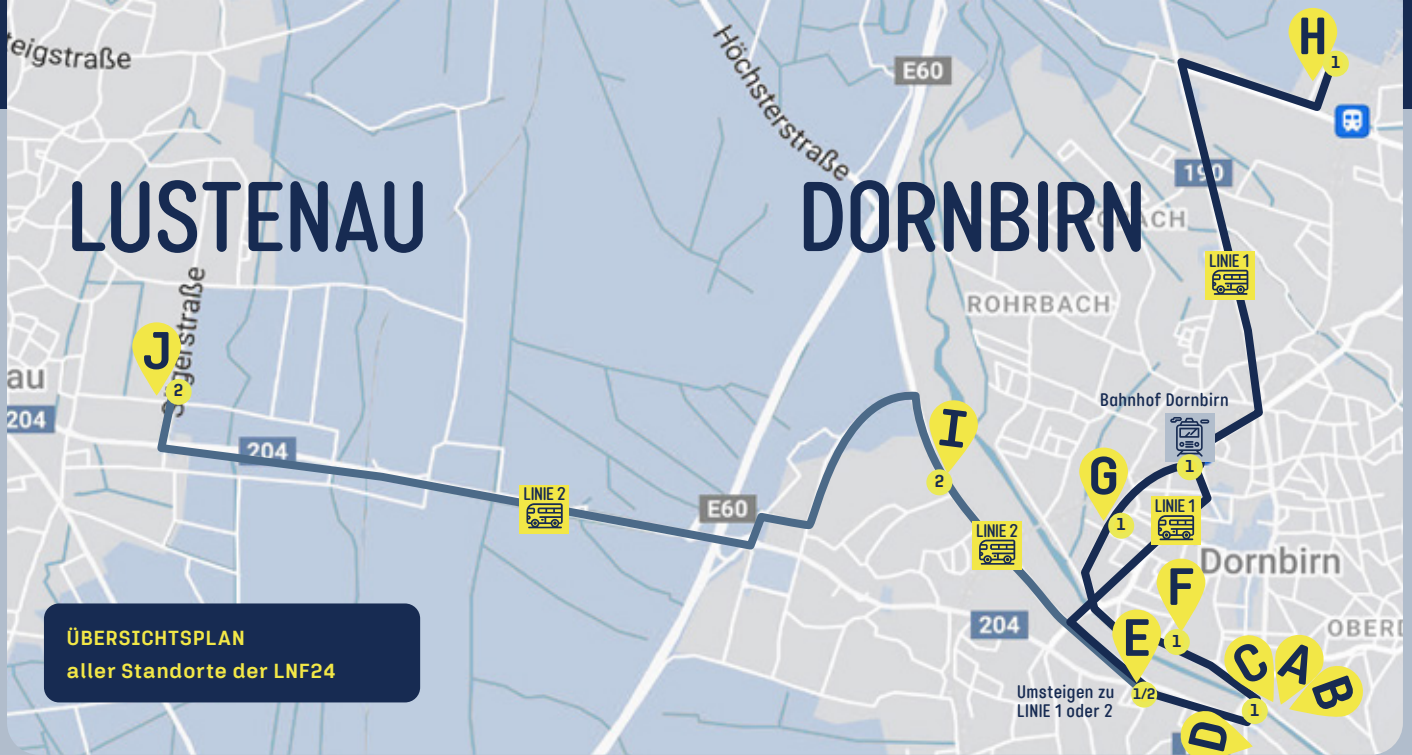 teigstraße
Höchsterstraße
E60
H
1
190
LUSTENAU
DORNBIRN
LINIE 1
ROHRBACH
J
2
au
204
204
Bahnhof Dornbirn
1
I
2
G
1
LINIE 1
LINIE 2
E60
LINIE 2
Dornbirn
F
1
204
E
1/2
OBERD
C
A
B
1
D
Umsteigen zu
LINIE 1 oder 2
ÜBERSICHTSPLAN
aller Standorte der LNF24